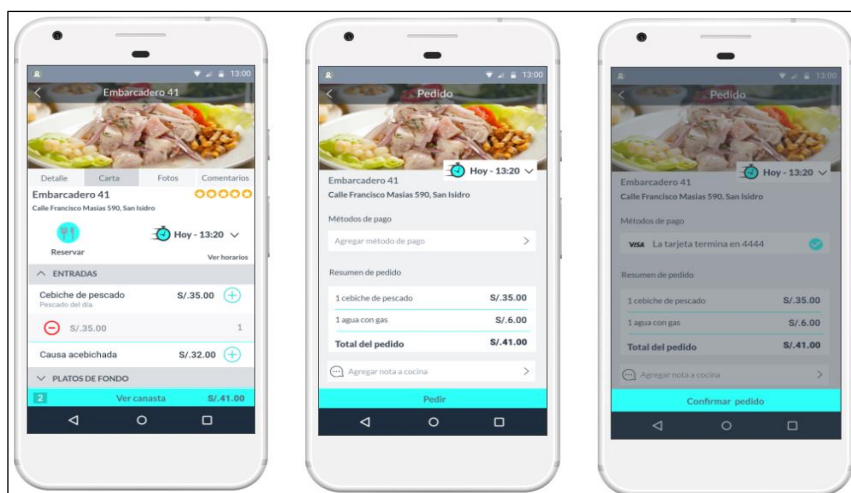 13:00
Embarcadero 41
Detalle Carta Fotos Comentarios
Embarcadero 41
Calle Francisco Masias 590, San Isidro
Hoy - 13:20
Reservar
Ver horarios
ENTRADAS
Cebiche de pescado S/.35.00
Pescado del día
S/.35.00 1
Causa acebichada S/.32.00
PLATOS DE FONDO
2 Ver canasta S/.41.00
13:00
Pedido
Hoy - 13:20
Embarcadero 41
Calle Francisco Masias 590, San Isidro
Métodos de pago
Agregar método de pago
Resumen de pedido
1 cebiche de pescado S/.35.00
1 agua con gas S/.6.00
Total del pedido S/.41.00
Agregar nota a cocina
Pedir
13:00
Pedido
Hoy - 13:20
Embarcadero 41
Calle Francisco Masias 590, San Isidro
Métodos de pago
VISA La tarjeta termina en 4444
Resumen de pedido
1 cebiche de pescado S/.35.00
1 agua con gas S/.6.00
Total del pedido S/.41.00
Agregar nota a cocina
Confirmar pedido